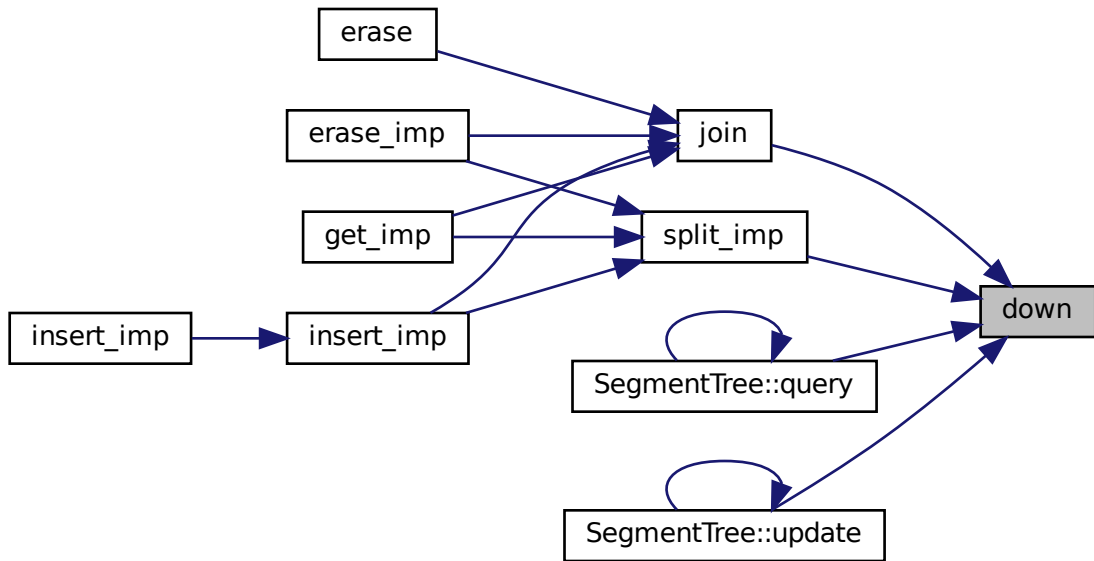 erase
erase_imp
join
get_imp
split_imp
down
insert_imp
insert_imp
SegmentTree::query
SegmentTree::update